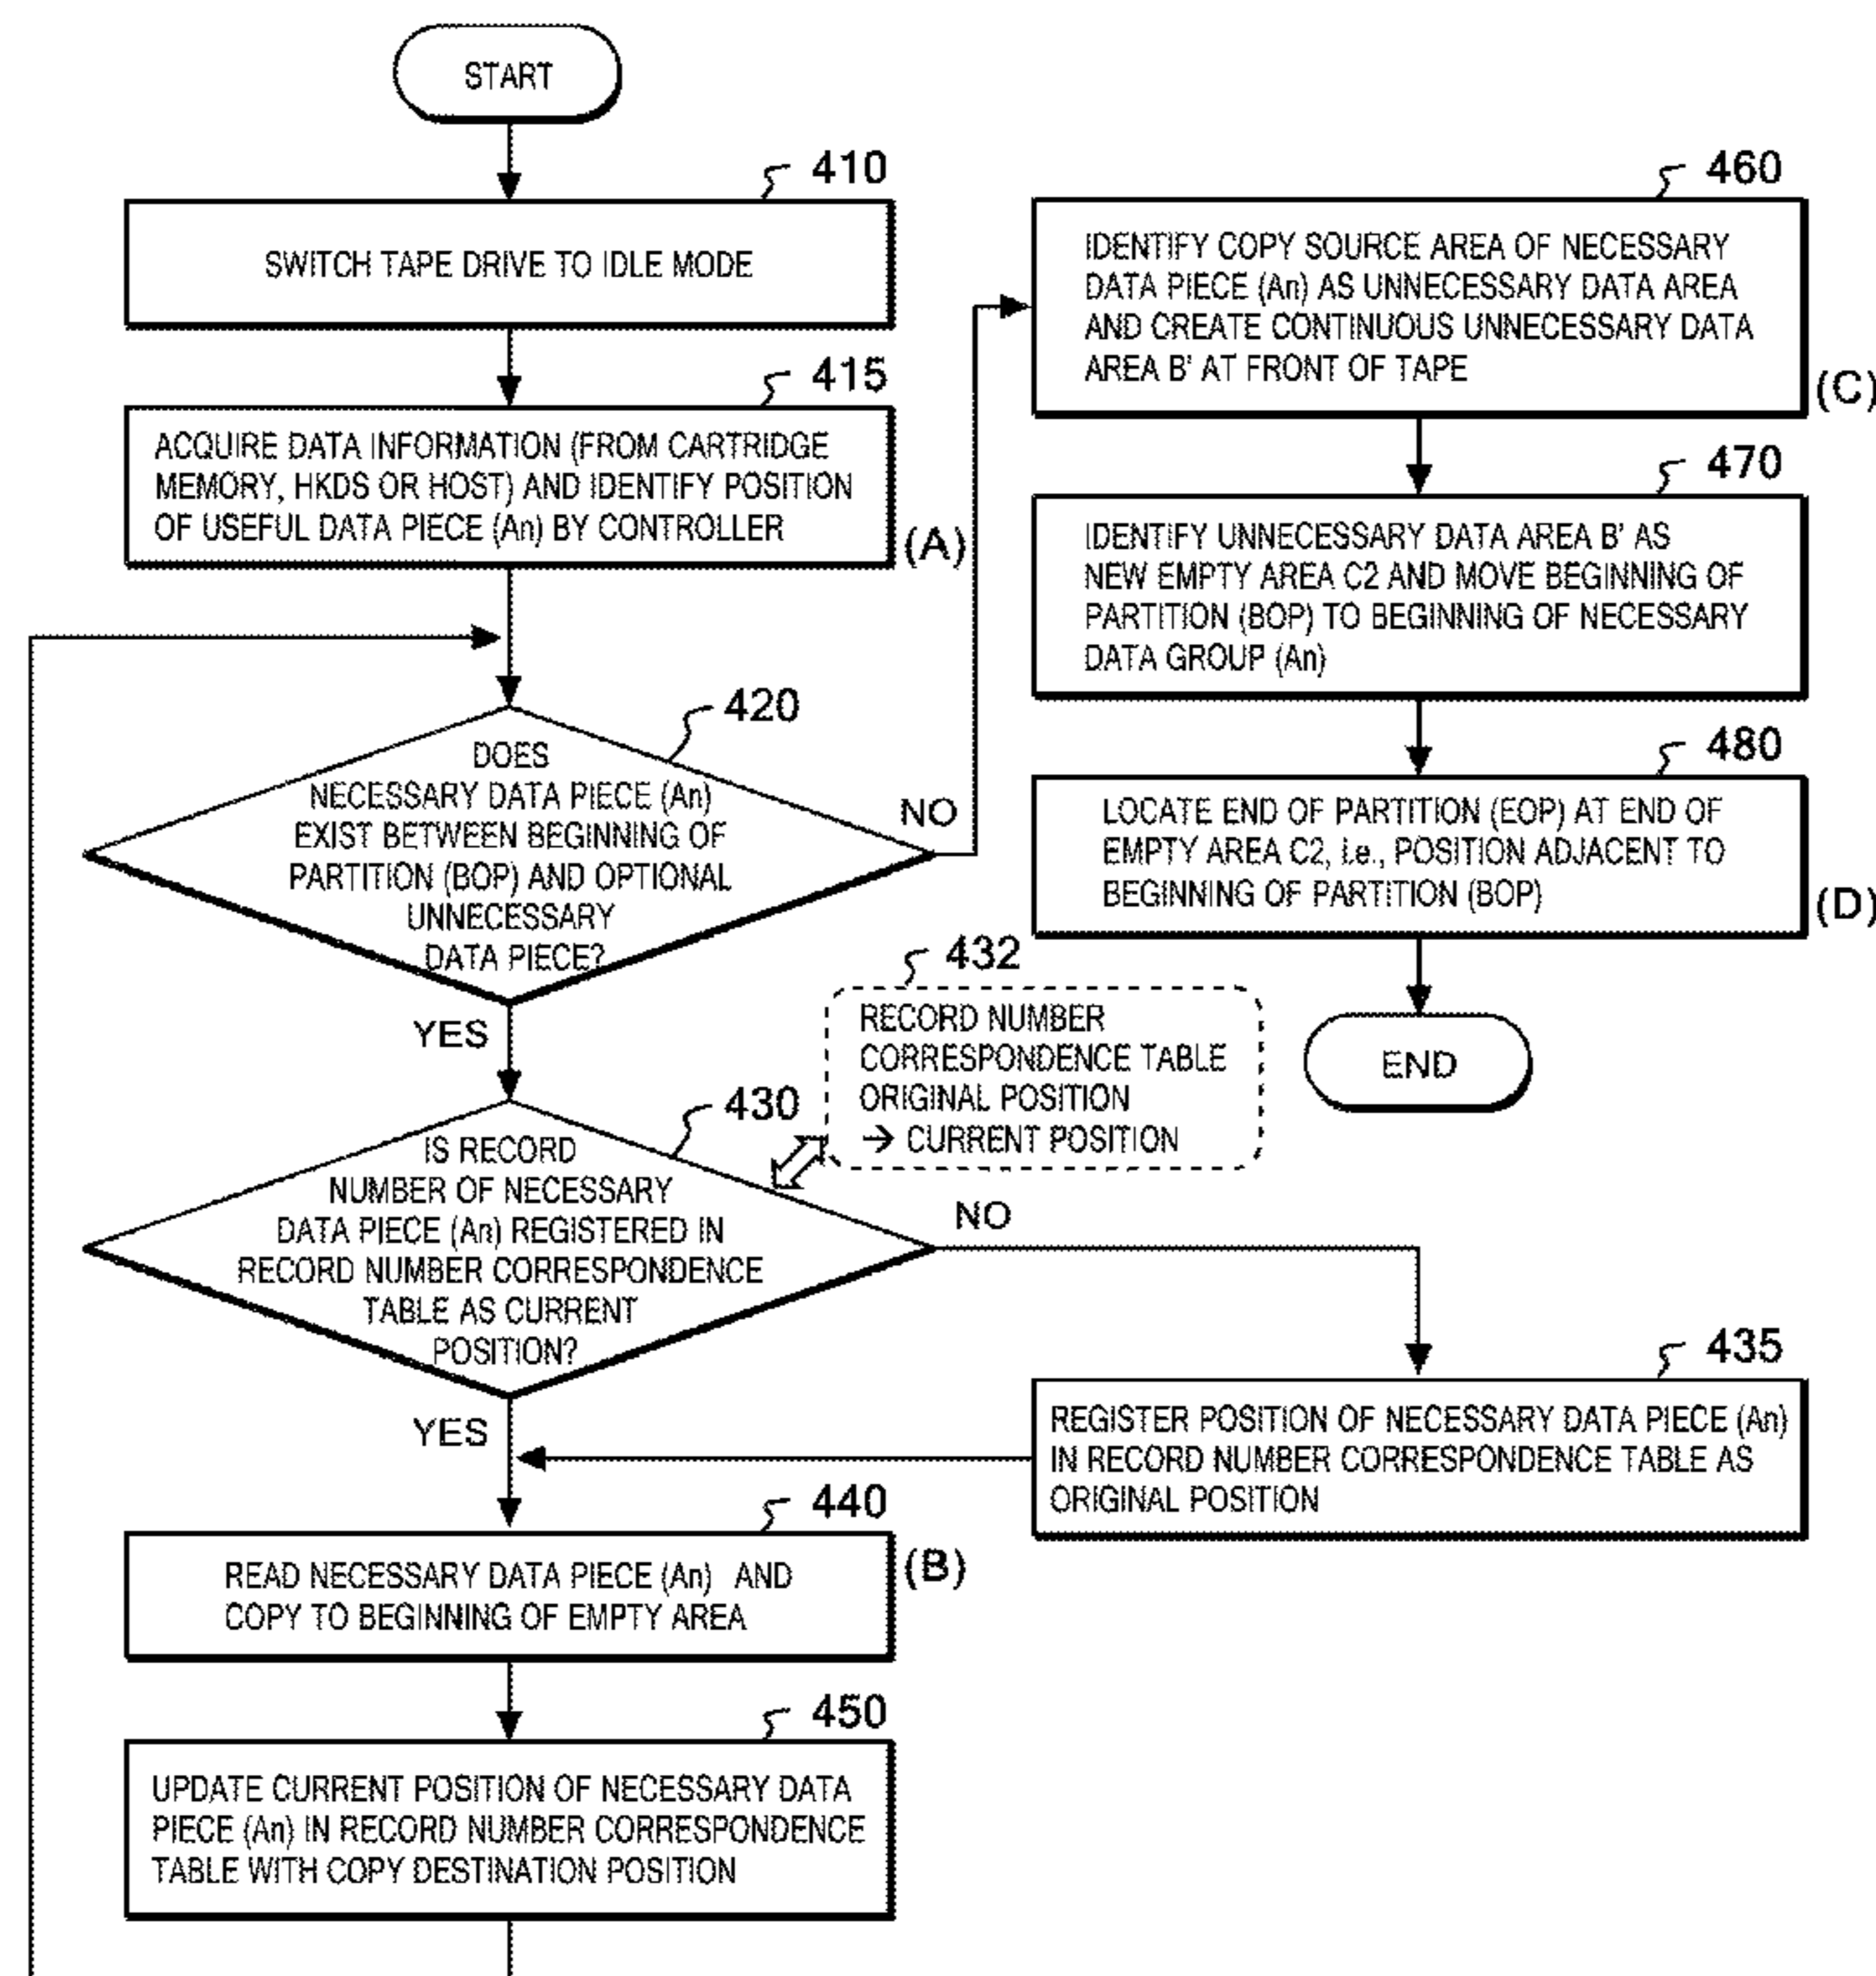 START
410
SWITCH TAPE DRIVE TO IDLE MODE
415
ACQUIRE DATA INFORMATION (FROM CARTRIDGE
MEMORY, HKDS OR HOST) AND IDENTIFY POSITION
OF USEFUL DATA PIECE (An) BY CONTROLLER
(A)
420
DOES
NECESSARY DATA PIECE (An)
EXIST BETWEEN BEGINNING OF
PARTITION (BOP) AND OPTIONAL
UNNECESSARY
DATA PIECE?
NO
YES
430
IS RECORD
NUMBER OF NECESSARY
DATA PIECE (An) REGISTERED IN
RECORD NUMBER CORRESPONDENCE
TABLE AS CURRENT
POSITION?
NO
YES
432
RECORD NUMBER
CORRESPONDENCE TABLE
ORIGINAL POSITION
→ CURRENT POSITION
435
REGISTER POSITION OF NECESSARY DATA PIECE (An)
IN RECORD NUMBER CORRESPONDENCE TABLE AS
ORIGINAL POSITION
440
READ NECESSARY DATA PIECE (An) AND
COPY TO BEGINNING OF EMPTY AREA
(B)
450
UPDATE CURRENT POSITION OF NECESSARY DATA
PIECE (An) IN RECORD NUMBER CORRESPONDENCE
TABLE WITH COPY DESTINATION POSITION
460
IDENTIFY COPY SOURCE AREA OF NECESSARY
DATA PIECE (An) AS UNNECESSARY DATA AREA
AND CREATE CONTINUOUS UNNECESSARY DATA
AREA B' AT FRONT OF TAPE
(C)
470
IDENTIFY UNNECESSARY DATA AREA B' AS
NEW EMPTY AREA C2 AND MOVE BEGINNING OF
PARTITION (BOP) TO BEGINNING OF NECESSARY
DATA GROUP (An)
480
LOCATE END OF PARTITION (EOP) AT END OF
EMPTY AREA C2, i.e., POSITION ADJACENT TO
BEGINNING OF PARTITION (BOP)
(D)
END